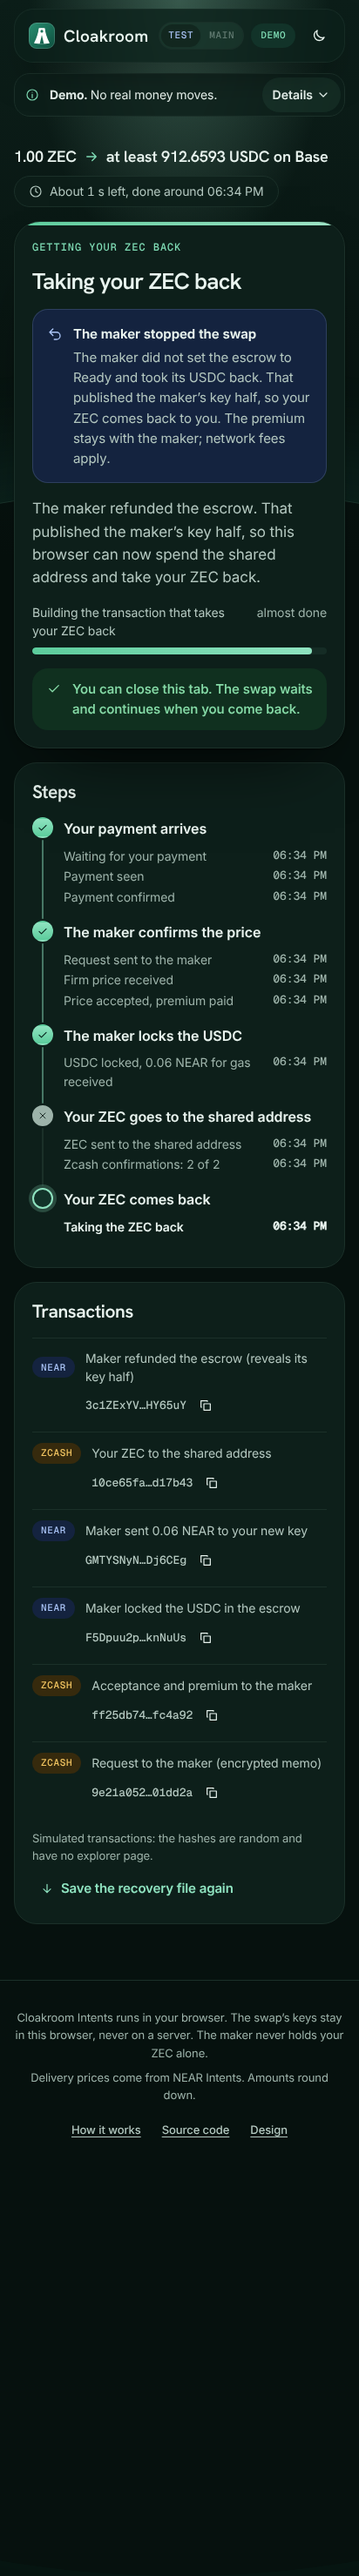 Cloakroom
TEST
MAIN
DEMO
Demo. No real money moves.
Details
1.00 ZEC → at least 912.6593 USDC on Base
About 1 s left, done around 06:34 PM
GETTING YOUR ZEC BACK
Taking your ZEC back
The maker stopped the swap
The maker did not set the escrow to
Ready and took its USDC back. That
published the maker's key half, so your
ZEC comes back to you. The premium
stays with the maker; network fees
apply.
The maker refunded the escrow. That
published the maker's key half, so this
browser can now spend the shared
address and take your ZEC back.
Building the transaction that takes
your ZEC back
almost done
You can close this tab. The swap waits
and continues when you come back.
Steps
Your payment arrives
Waiting for your payment 06:34 PM
Payment seen 06:34 PM
Payment confirmed 06:34 PM
The maker confirms the price
Request sent to the maker 06:34 PM
Firm price received 06:34 PM
Price accepted, premium paid 06:34 PM
The maker locks the USDC
USDC locked, 0.06 NEAR for gas 06:34 PM
received
Your ZEC goes to the shared address
ZEC sent to the shared address 06:34 PM
Zcash confirmations: 2 of 2 06:34 PM
Your ZEC comes back
Taking the ZEC back 06:34 PM
Transactions
NEAR Maker refunded the escrow (reveals its
key half)
3c1ZExYV…HY65uY
ZCASH Your ZEC to the shared address
10ce65fa…d17b43
NEAR Maker sent 0.06 NEAR to your new key
GMTYSNyN…Dj6CEg
NEAR Maker locked the USDC in the escrow
F5Dpuu2p…knNuUs
ZCASH Acceptance and premium to the maker
ff25db74…fc4a92
ZCASH Request to the maker (encrypted memo)
9e21a052…01dd2a
Simulated transactions: the hashes are random and
have no explorer page.
Save the recovery file again
Cloakroom Intents runs in your browser. The swap's keys stay
in this browser, never on a server. The maker never holds your
ZEC alone.
Delivery prices come from NEAR Intents. Amounts round
down.
How it works
Source code
Design